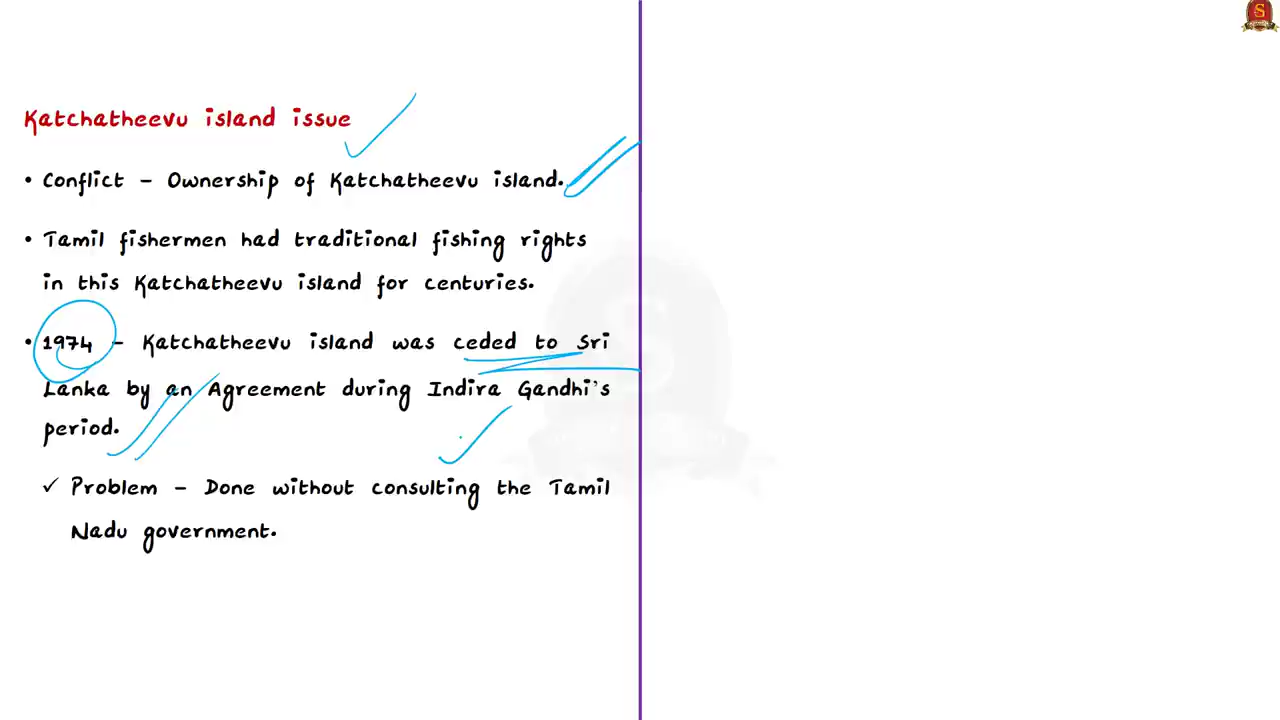 Katchatheevu island issue
• Conflict – Ownership of Katchatheevu island.
• Tamil fishermen had traditional fishing rights
in this Katchatheevu island for centuries.
• 1974 – Katchatheevu island was ceded to Sri
Lanka by an Agreement during Indira Gandhi's
period.
✓ Problem – Done without consulting the Tamil
Nadu government.
S